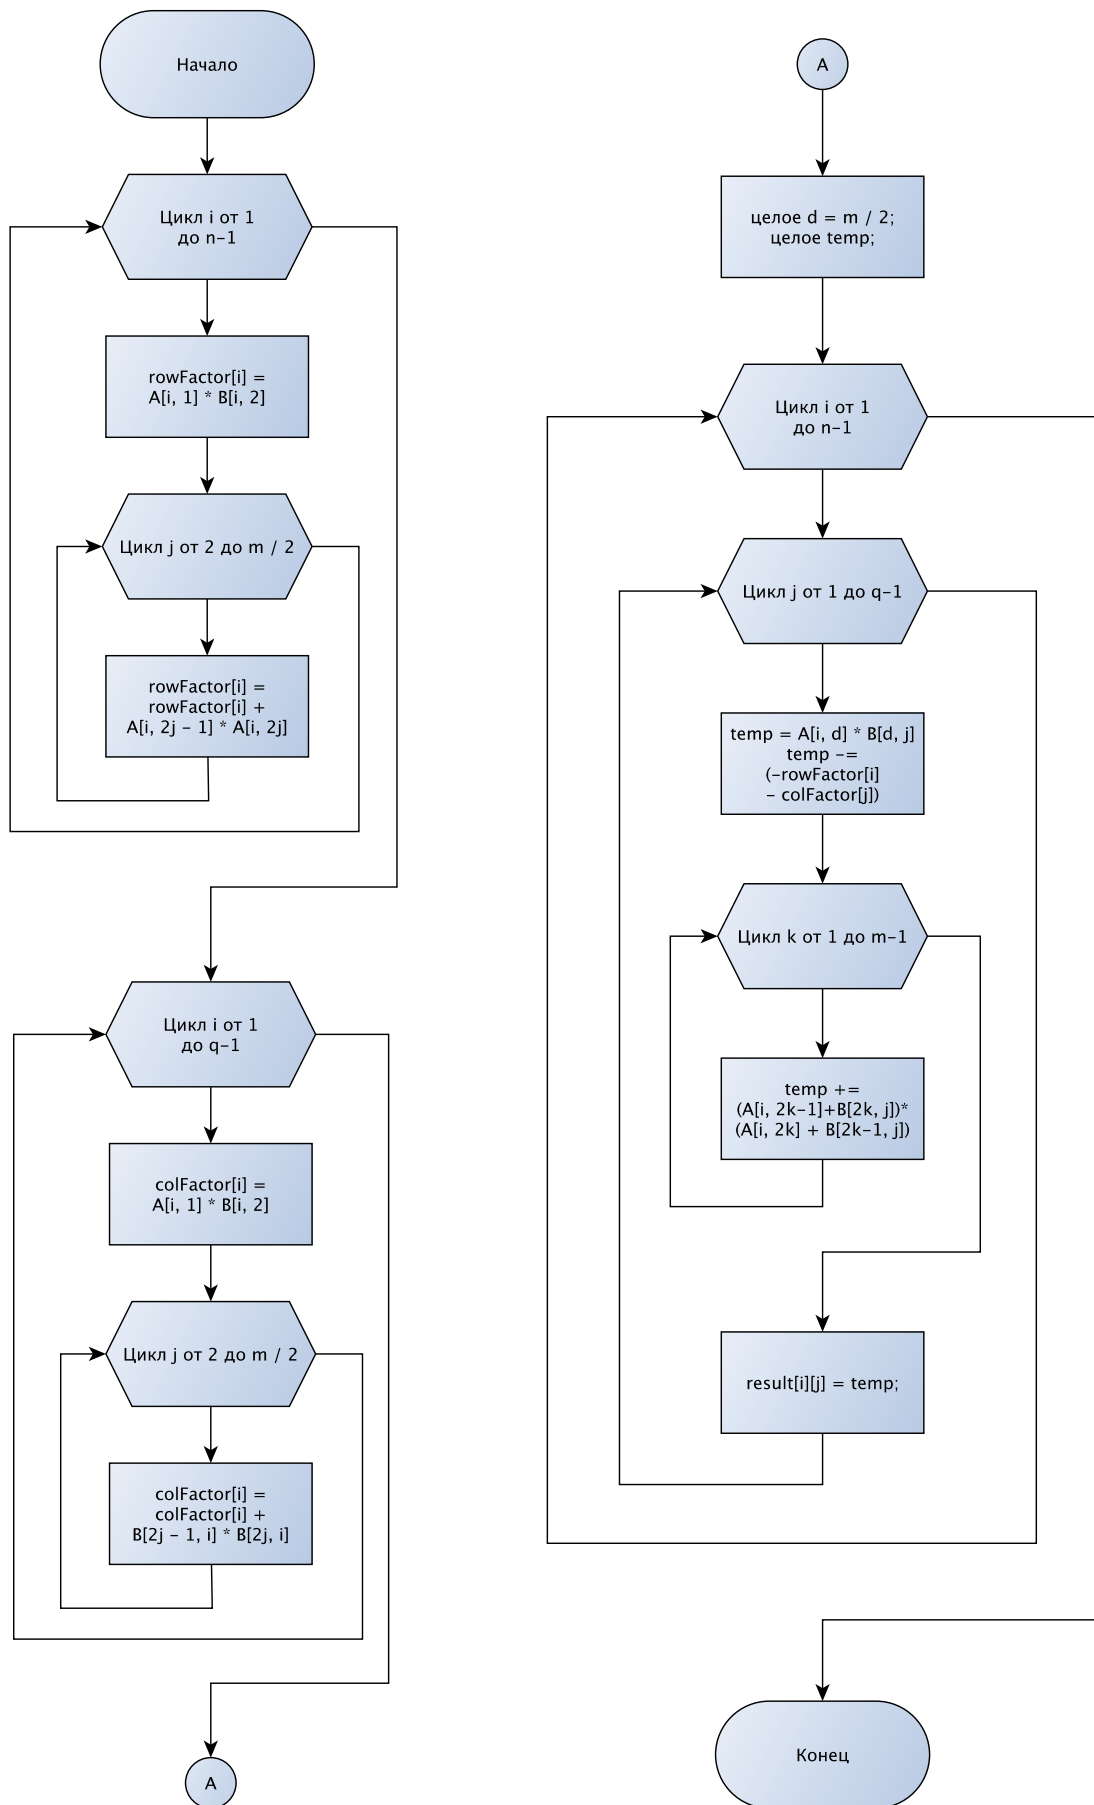 Начало
Цикл i от 1
до n-1
rowFactor[i] =
A[i, 1] * B[i, 2]
Цикл j от 2 до m / 2
rowFactor[i] =
rowFactor[i] +
A[i, 2j - 1] * A[i, 2j]
Цикл i от 1
до q-1
colFactor[i] =
A[i, 1] * B[i, 2]
Цикл j от 2 до m / 2
colFactor[i] =
colFactor[i] +
B[2j - 1, i] * B[2j, i]
A
A
целое d = m / 2;
целое temp;
Цикл i от 1
до n-1
Цикл j от 1 до q-1
temp = A[i, d] * B[d, j]
temp -=
(-rowFactor[i]
- colFactor[j])
Цикл k от 1 до m-1
temp +=
(A[i, 2k-1]+B[2k, j])*
(A[i, 2k] + B[2k-1, j])
result[i][j] = temp;
Конец